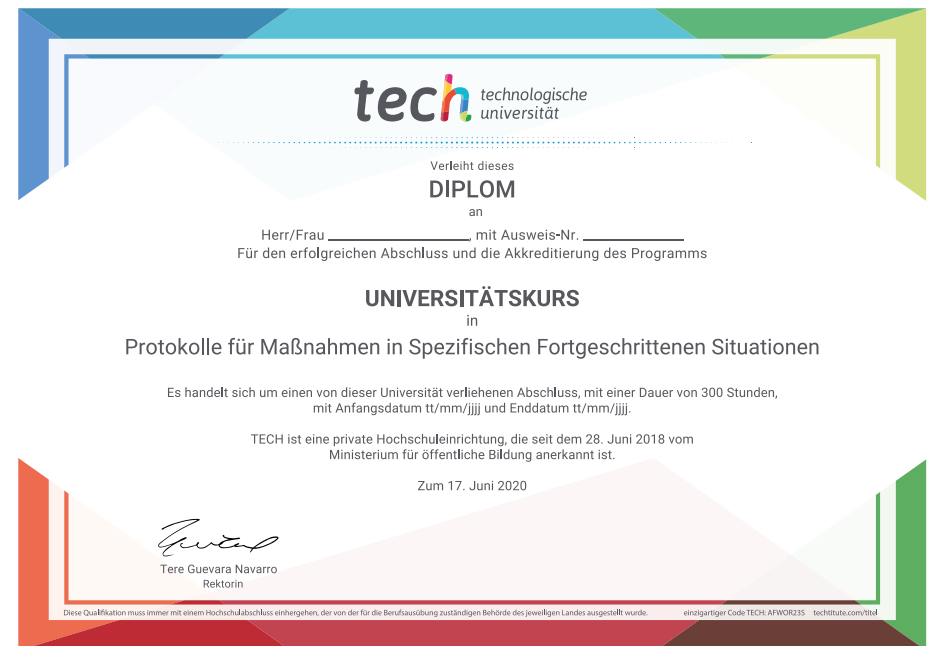 tech technologische
universität
Verleiht dieses
DIPLOM
an
Herr/Frau ____________, mit Ausweis-Nr. ____________
Für den erfolgreichen Abschluss und die Akkreditierung des Programms
UNIVERSITÄTSKURS
in
Protokolle für Maßnahmen in Spezifischen Fortgeschrittenen Situationen
Es handelt sich um einen von dieser Universität verliehenen Abschluss, mit einer Dauer von 300 Stunden,
mit Anfangsdatum tt/mm/jjjj und Enddatum tt/mm/jjjj.
TECH ist eine private Hochschuleinrichtung, die seit dem 28. Juni 2018 vom
Ministerium für öffentliche Bildung anerkannt ist.
Zum 17. Juni 2020
Tere Guevara Navarro
Rektorin
Diese Qualifikation muss immer mit einem Hochschulabschluss einhergehen, der von der für die Berufsausübung zuständigen Behörde des jeweiligen Landes ausgestellt wurde. einzigartiger Code TECH: AFWOR23S techtitute.com/titel